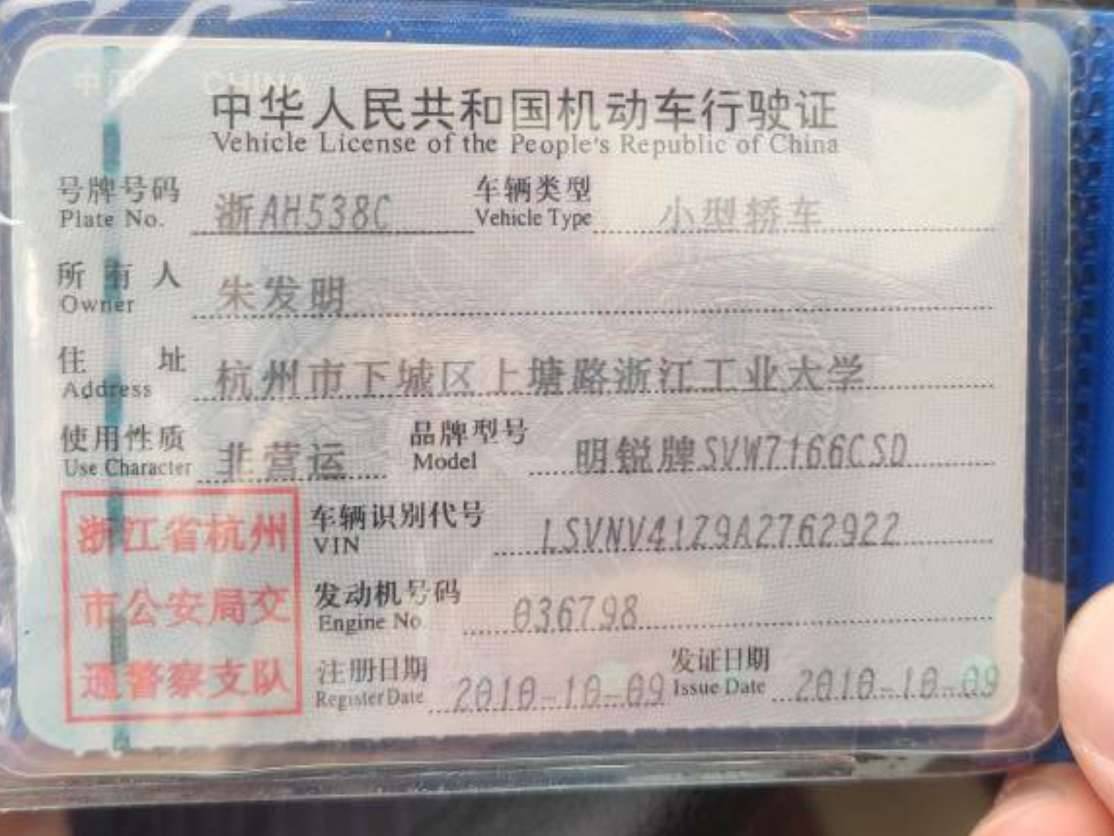 中华人民共和国机动车行驶证
Vehicle License of the People's Republic of China
号牌号码 浙AH538C 车辆类型 小型轿车
Plate No. Vehicle Type
所有人 朱发明
Owner
住址 杭州市下城区上塘路浙江工业大学
Address
使用性质 非营运 品牌型号 明锐牌SVW7166CSD
Use Character Model
浙江省杭州
市公安局交
通警察支队
车辆识别代号 LSVNV41Z9A2762922
VIN
发动机号码 036798
Engine No
注册日期 2010-10-09 发证日期 2010-10-09
Register Date Issue Date